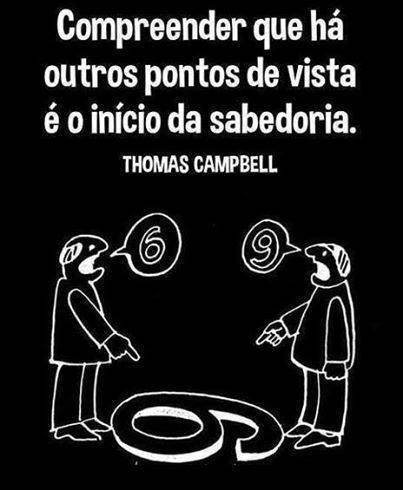 Compreender que há
outros pontos de vista
é o início da sabedoria.
THOMAS CAMPBELL
6
9